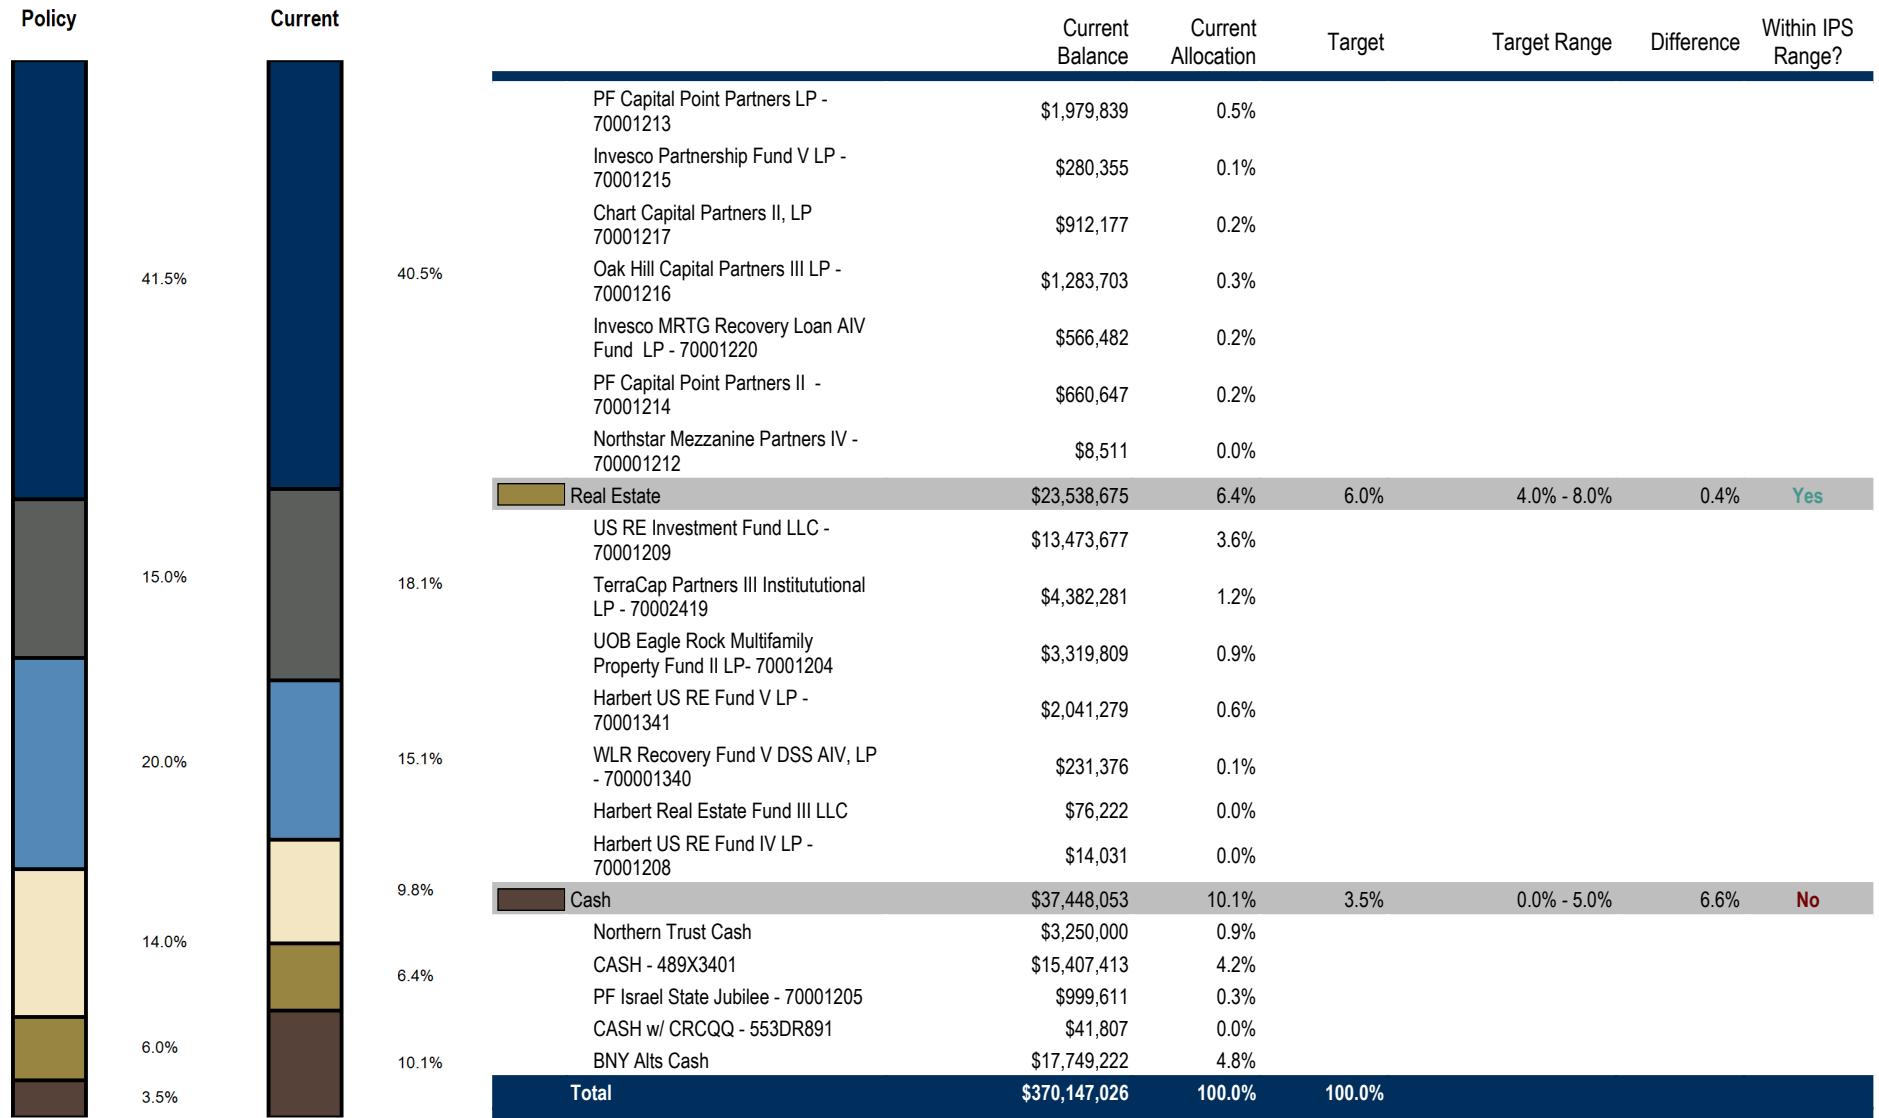 Policy
Current
41.5%
15.0%
20.0%
14.0%
6.0%
3.5%
40.5%
18.1%
15.1%
9.8%
6.4%
10.1%
Current Balance Current Allocation Target Target Range Difference Within IPS Range?
PF Capital Point Partners LP -
70001213 $1,979,839 0.5%
Invesco Partnership Fund V LP -
70001215 $280,355 0.1%
Chart Capital Partners II, LP
70001217 $912,177 0.2%
Oak Hill Capital Partners III LP -
70001216 $1,283,703 0.3%
Invesco MRTG Recovery Loan AIV
Fund  LP - 70001220 $566,482 0.2%
PF Capital Point Partners II  -
70001214 $660,647 0.2%
Northstar Mezzanine Partners IV -
700001212 $8,511 0.0%
Real Estate $23,538,675 6.4% 6.0% 4.0% - 8.0% 0.4% Yes
US RE Investment Fund LLC -
70001209 $13,473,677 3.6%
TerraCap Partners III Institututional
LP - 70002419 $4,382,281 1.2%
UOB Eagle Rock Multifamily
Property Fund II LP- 70001204 $3,319,809 0.9%
Harbert US RE Fund V LP -
70001341 $2,041,279 0.6%
WLR Recovery Fund V DSS AIV, LP
- 700001340 $231,376 0.1%
Harbert Real Estate Fund III LLC $76,222 0.0%
Harbert US RE Fund IV LP -
70001208 $14,031 0.0%
Cash $37,448,053 10.1% 3.5% 0.0% - 5.0% 6.6% No
Northern Trust Cash $3,250,000 0.9%
CASH - 489X3401 $15,407,413 4.2%
PF Israel State Jubilee - 70001205 $999,611 0.3%
CASH w/ CRCQQ - 553DR891 $41,807 0.0%
BNY Alts Cash $17,749,222 4.8%
Total $370,147,026 100.0% 100.0%